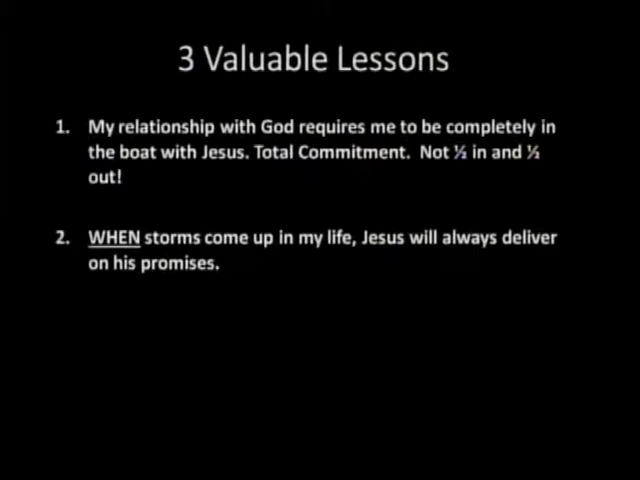 3 Valuable Lessons
1. My relationship with God requires me to be completely in
the boat with Jesus. Total Commitment. Not ½ in and ½
out!
2. WHEN storms come up in my life, Jesus will always deliver
on his promises.